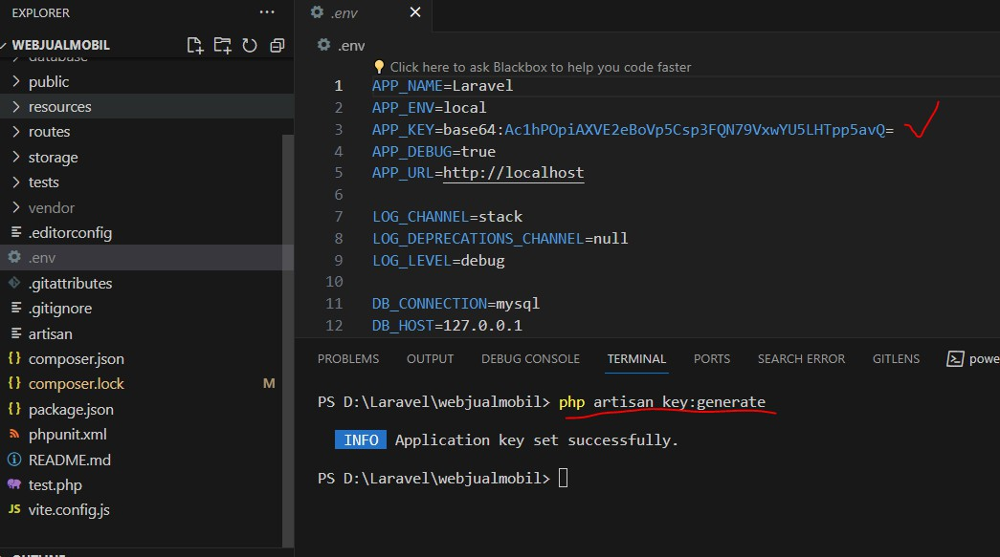 EXPLORER
WEBJUALMOBIL
database
public
resources
routes
storage
tests
vendor
.editorconfig
.env
.gitattributes
.gitignore
artisan
composer.json
composer.lock M
package.json
phpunit.xml
README.md
test.php
JS vite.config.js
OUTLINE
.env
.env
Click here to ask Blackbox to help you code faster
1 APP_NAME=Laravel
2 APP_ENV=local
3 APP_KEY=base64:Ac1hPOpiAXVE2eBoVp5Csp3FQN79VxwYU5LHTpp5avQ=
4 APP_DEBUG=true
5 APP_URL=http://localhost
6
7 LOG_CHANNEL=stack
8 LOG_DEPRECATIONS_CHANNEL=null
9 LOG_LEVEL=debug
10
11 DB_CONNECTION=mysql
12 DB_HOST=127.0.0.1
PROBLEMS OUTPUT DEBUG CONSOLE TERMINAL PORTS SEARCH ERROR GITLENS powe
PS D:\Laravel\webjualmobil> php artisan key:generate
INFO Application key set successfully.
PS D:\Laravel\webjualmobil>